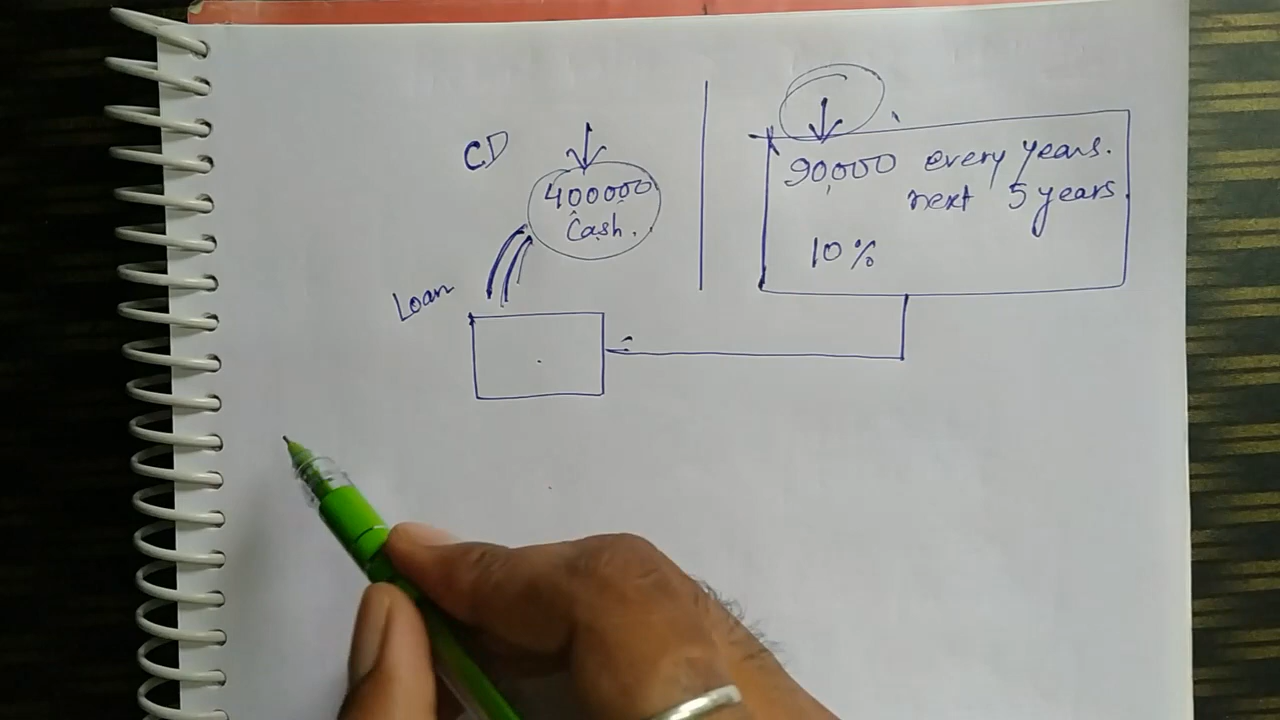 CD
400000
Cash.
Loan
90,000 every years.
next 5 years.
10%